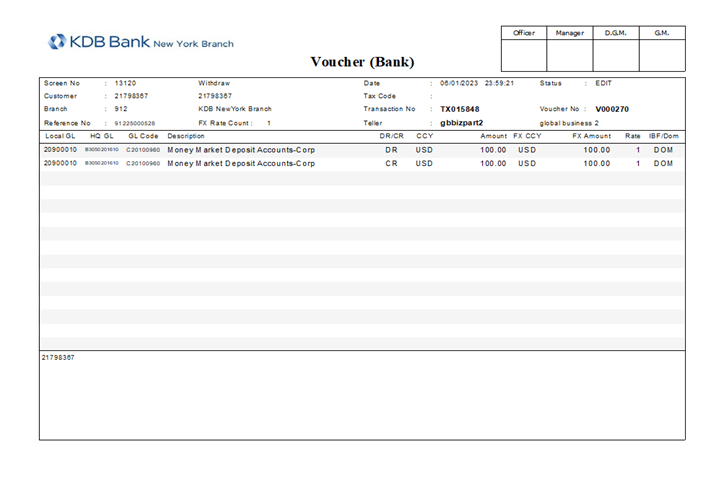 Officer Manager D.G.M. G.M.
KDB Bank New York Branch
Voucher (Bank)
Screen No : 13120 Withdraw Date : 06/01/2023 23:59:21 Status : EDIT
Customer : 21798367 21798367 Tax Code :
Branch : 912 KDB NewYork Branch Transaction No : TX015848 Voucher No : V000270
Reference No : 91225000528 FX Rate Count : 1 Teller : gbbizpart2 global business 2
Local GL HQ GL GL Code Description DR/CR CCY Amount FX CCY FX Amount Rate IBF/Dom
20900010 B3050201610 C20100960 Money Market Deposit Accounts-Corp DR USD 100.00 USD 100.00 1 DOM
20900010 B3050201610 C20100960 Money Market Deposit Accounts-Corp CR USD 100.00 USD 100.00 1 DOM
21798367